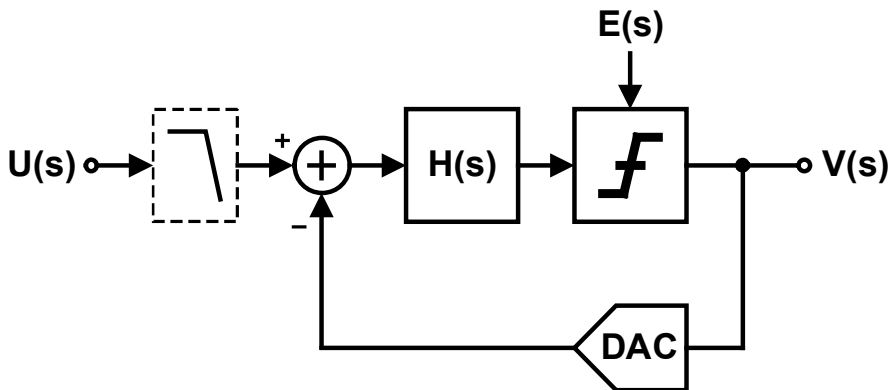 E(s)
U(s)
+
+
H(s)
V(s)
−
DAC